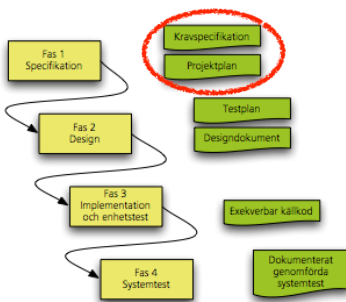 Kravspecifikation
Fas 1
Specifikation
Projektplan
Testplan
Fas 2
Design
Designdokument
Fas 3
Implementation
och enhetstest
Exekverbar källkod
Fas 4
Systemtest
Dokumenterat
genomförda
systemtest